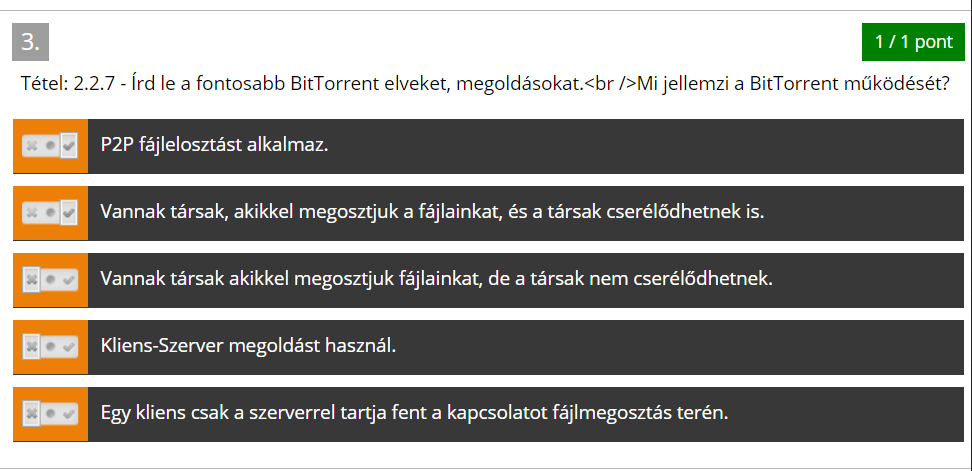 3.
1 / 1 pont
Tétel: 2.2.7 - Írd le a fontosabb BitTorrent elveket, megoldásokat.<br />Mi jellemzi a BitTorrent működését?
P2P fájlelosztást alkalmaz.
Vannak társak, akikkel megosztjuk a fájlainkat, és a társak cserélődhetnek is.
Vannak társak akikkel megosztjuk fájlainkat, de a társak nem cserélődhetnek.
Kliens-Szerver megoldást használ.
Egy kliens csak a szerverrel tartja fent a kapcsolatot fájlmegosztás terén.